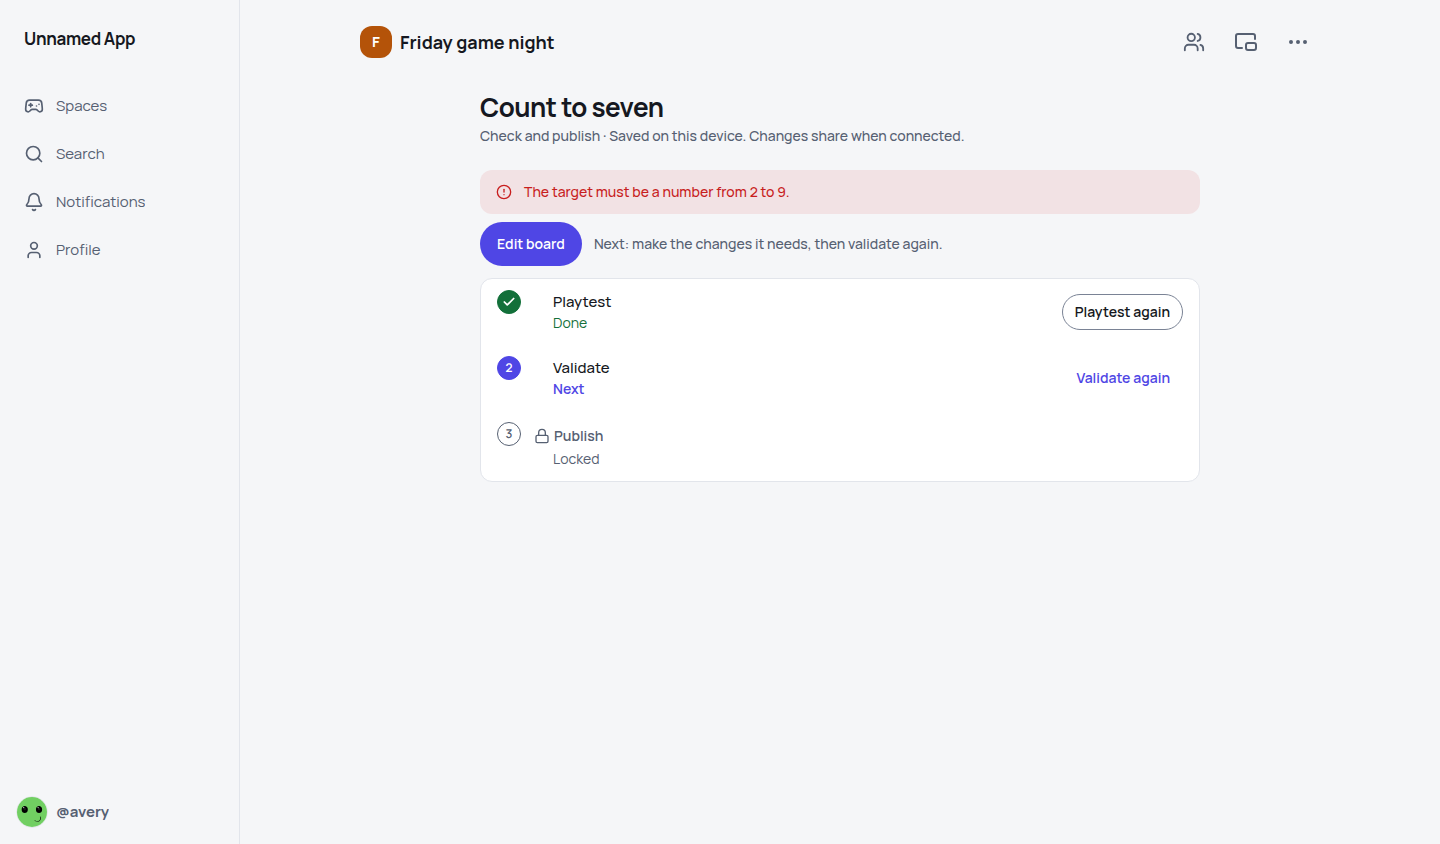 Unnamed App
Spaces
Search
Notifications
Profile
@avery
F
Friday game night
Count to seven
Check and publish · Saved on this device. Changes share when connected.
The target must be a number from 2 to 9.
Edit board
Next: make the changes it needs, then validate again.
Playtest
Done
Playtest again
2
Validate
Next
Validate again
3
Publish
Locked